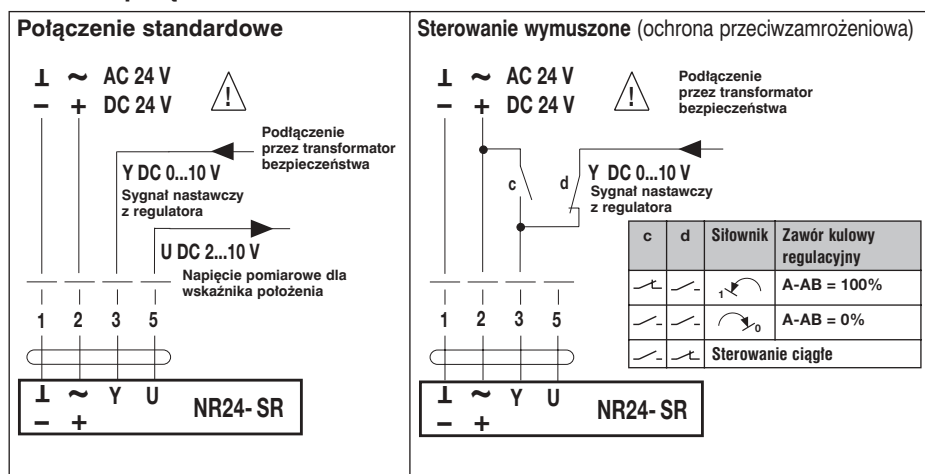 Połączenie standardowe
⊥ ~ AC 24 V
– + DC 24 V
!
Podłączenie
przez transformator
bezpieczeństwa
Y DC 0...10 V
Sygnał nastawczy
z regulatora
U DC 2...10 V
Napięcie pomiarowe dla
wskaźnika położenia
1 2 3 5
⊥ ~ Y U
– +
NR24- SR
Sterowanie wymuszone (ochrona przeciwzamrożeniowa)
⊥ ~ AC 24 V
– + DC 24 V
!
Podłączenie
przez transformator
bezpieczeństwa
c d
Y DC 0...10 V
Sygnał nastawczy
z regulatora
c d Siłownik Zawór kulowy
regulacyjny
1 A-AB = 100%
0 A-AB = 0%
Sterowanie ciągłe
1 2 3 5
⊥ ~ Y U
– +
NR24- SR